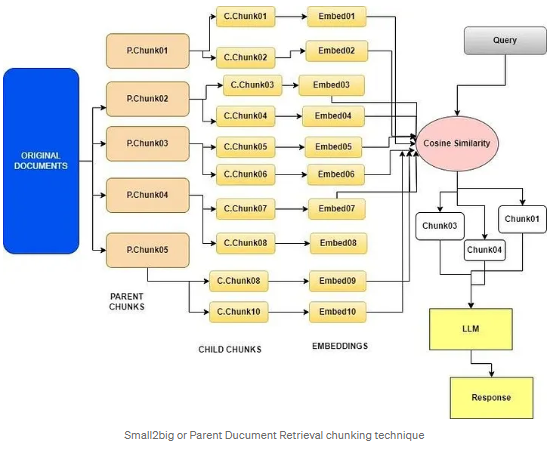 ORIGINAL
DOCUMENTS
P.Chunk01
P.Chunk02
P.Chunk03
P.Chunk04
P.Chunk05
PARENT
CHUNKS
C.Chunk01
C.Chunk02
C.Chunk03
C.Chunk04
C.Chunk05
C.Chunk06
C.Chunk07
C.Chunk08
C.Chunk08
C.Chunk10
CHILD CHUNKS
Embed01
Embed02
Embed03
Embed04
Embed05
Embed06
Embed07
Embed08
Embed09
Embed10
EMBEDDINGS
Query
Cosine Similarity
Chunk03
Chunk04
Chunk01
LLM
Response
Small2big or Parent Ducument Retrieval chunking technique